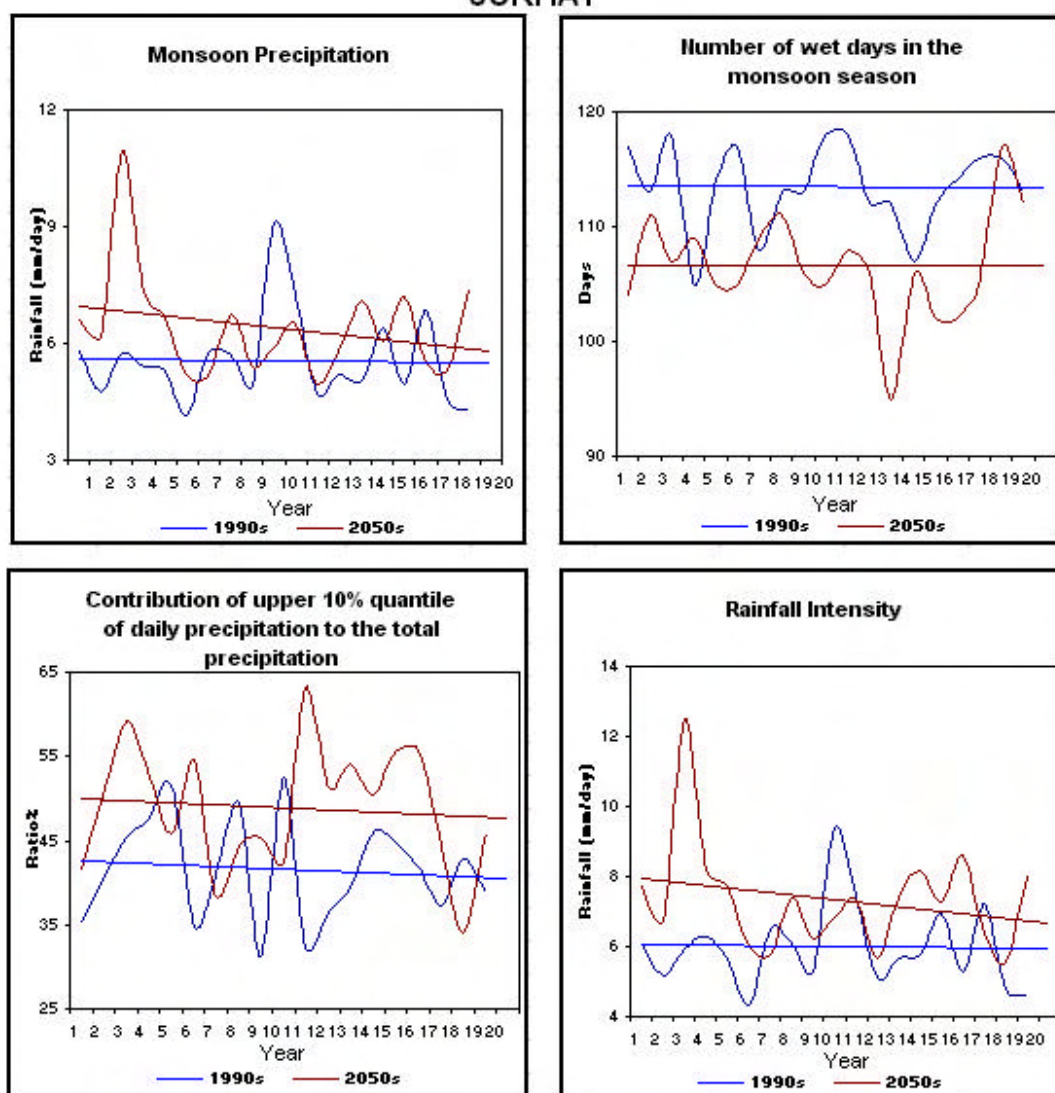 Monsoon Precipitation
12
9
6
3
Rainfall (mm/day)
1 2 3 4 5 6 7 8 9 10 11 12 13 14 15 16 17 18 19 20
Year
1990s 2050s
Number of wet days in the
monsoon season
120
110
100
90
Days
1 2 3 4 5 6 7 8 9 10 11 12 13 14 15 16 17 18 19 20
Year
1990s 2050s
Contribution of upper 10% quantile
of daily precipitation to the total
precipitation
65
55
45
35
25
Ratio%
1 2 3 4 5 6 7 8 9 10 11 12 13 14 15 16 17 18 19 20
Year
1990s 2050s
Rainfall Intensity
14
12
10
8
6
4
Rainfall (mm/day)
1 2 3 4 5 6 7 8 9 10 11 12 13 14 15 16 17 18 19 20
Year
1990s 2050s